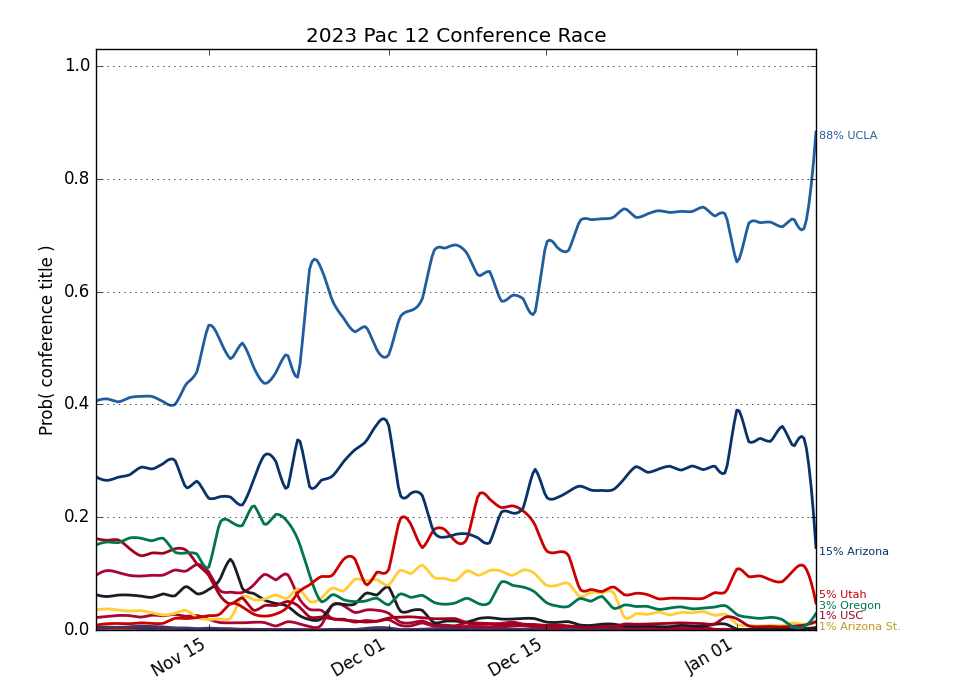 2023 Pac 12 Conference Race
Prob( conference title )
1.0
0.8
0.6
0.4
0.2
0.0
Nov 15
Dec 01
Dec 15
Jan 01
88% UCLA
15% Arizona
5% Utah
3% Oregon
1% USC
1% Arizona St.